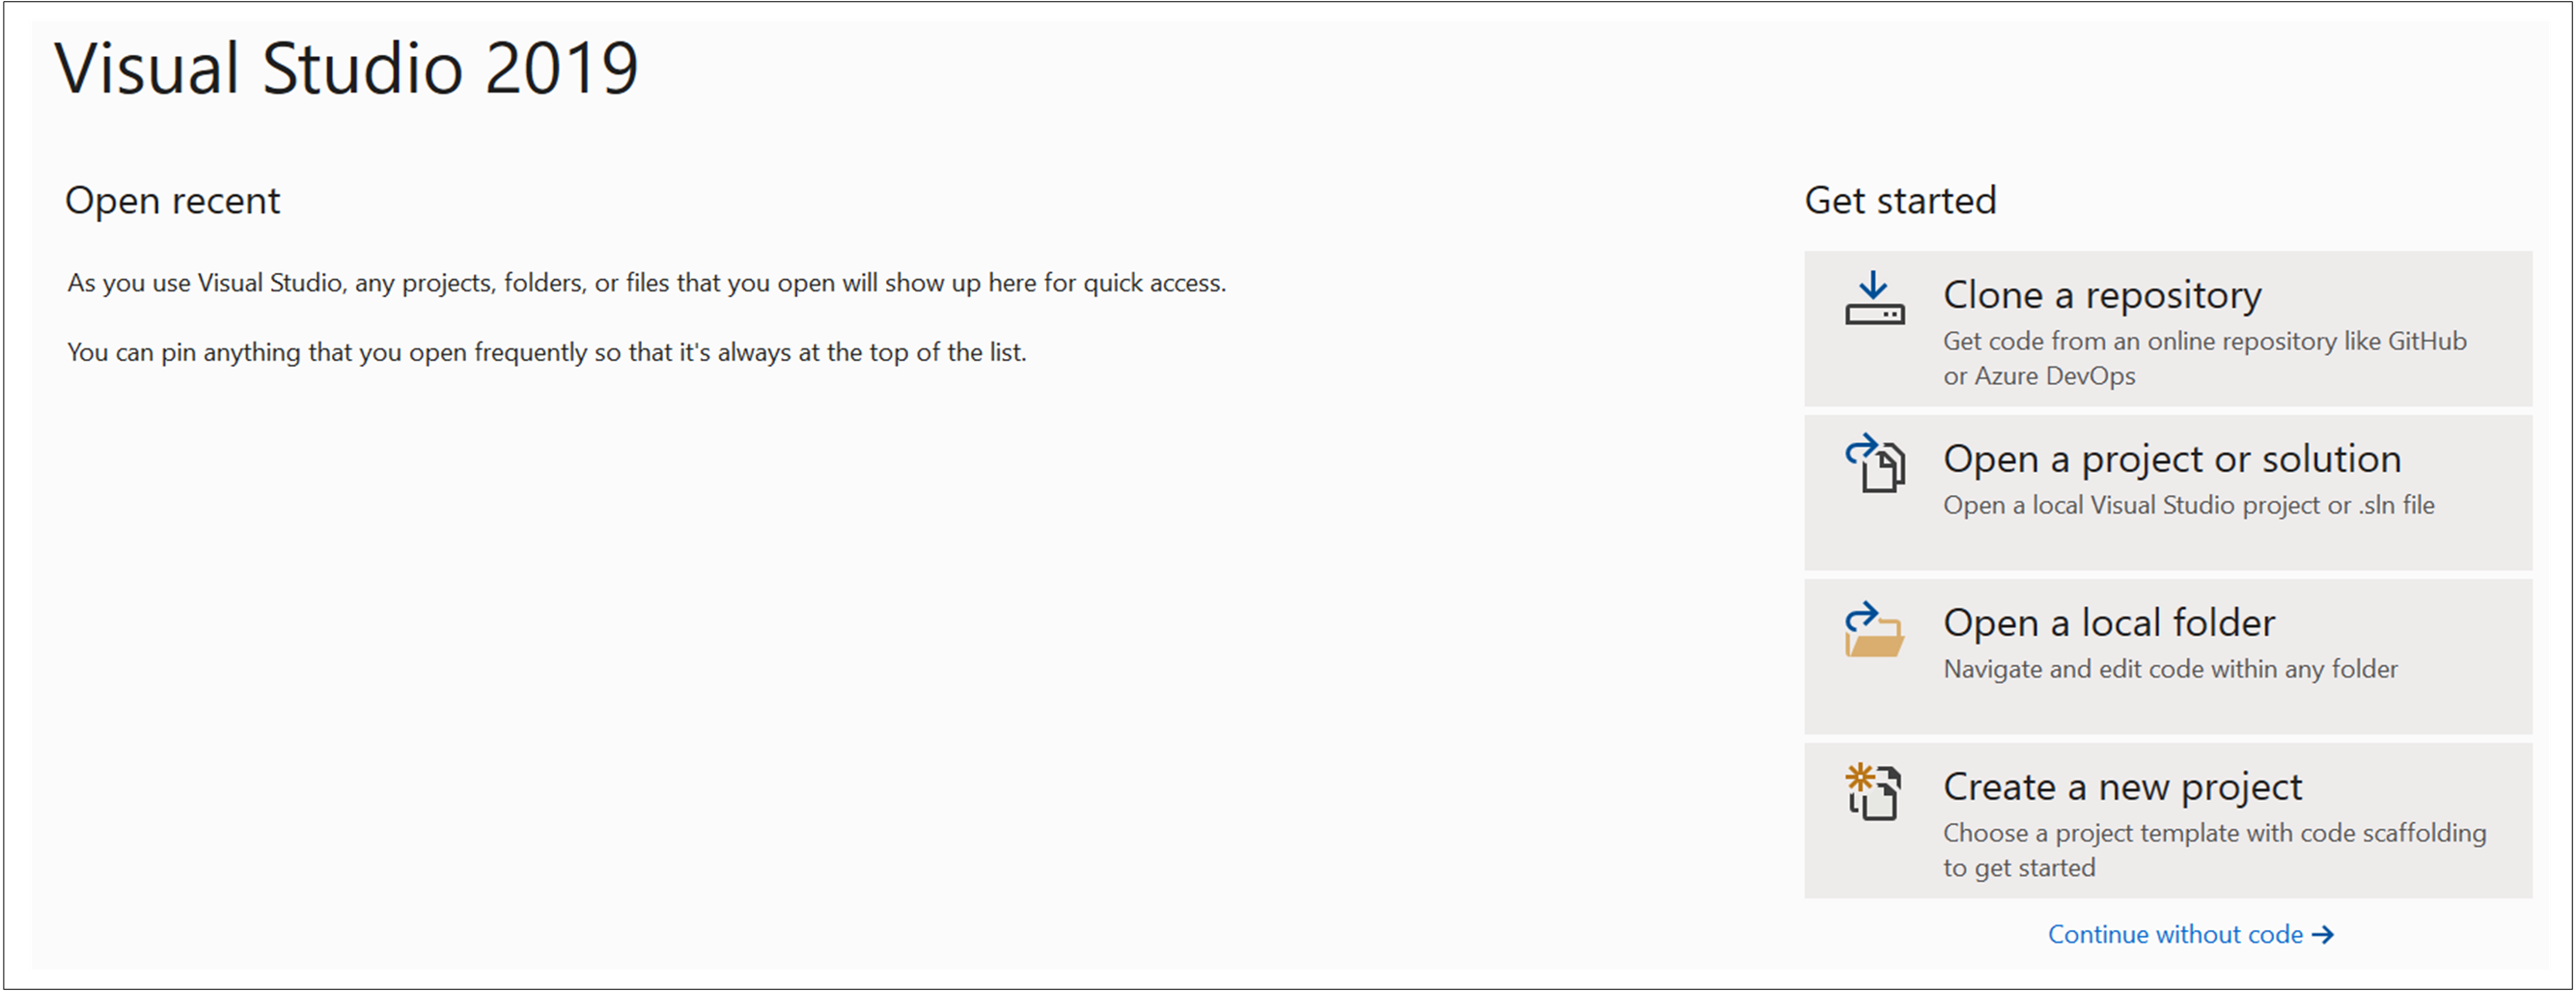 Visual Studio 2019
Open recent
As you use Visual Studio, any projects, folders, or files that you open will show up here for quick access.
You can pin anything that you open frequently so that it's always at the top of the list.
Get started
Clone a repository
Get code from an online repository like GitHub
or Azure DevOps
Open a project or solution
Open a local Visual Studio project or .sln file
Open a local folder
Navigate and edit code within any folder
Create a new project
Choose a project template with code scaffolding
to get started
Continue without code →